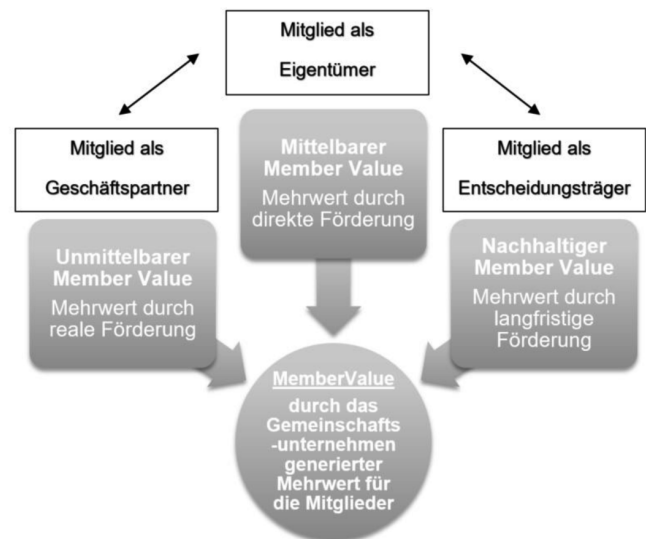 Mitglied als
Eigentümer
Mitglied als
Geschäftspartner
Mittelbarer
Member Value
Mehrwert durch
direkte Förderung
Mitglied als
Entscheidungsträger
Unmittelbarer
Member Value
Mehrwert durch
reale Förderung
Nachhaltiger
Member Value
Mehrwert durch
langfristige
Förderung
MemberValue
durch das
Gemeinschafts
-unternehmen
generierter
Mehrwert für
die Mitglieder